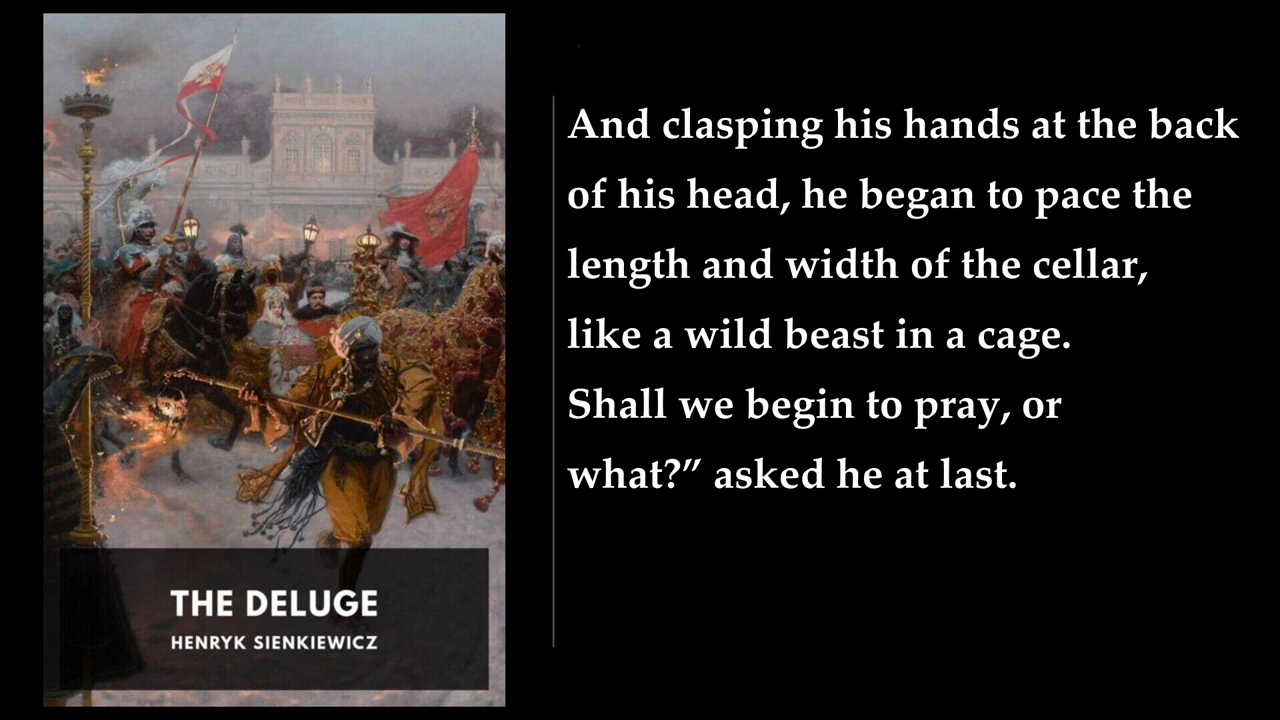 THE DELUGE
HENRYK SIENKIEWICZ
And clasping his hands at the back
of his head, he began to pace the
length and width of the cellar,
like a wild beast in a cage.
Shall we begin to pray, or
what?” asked he at last.